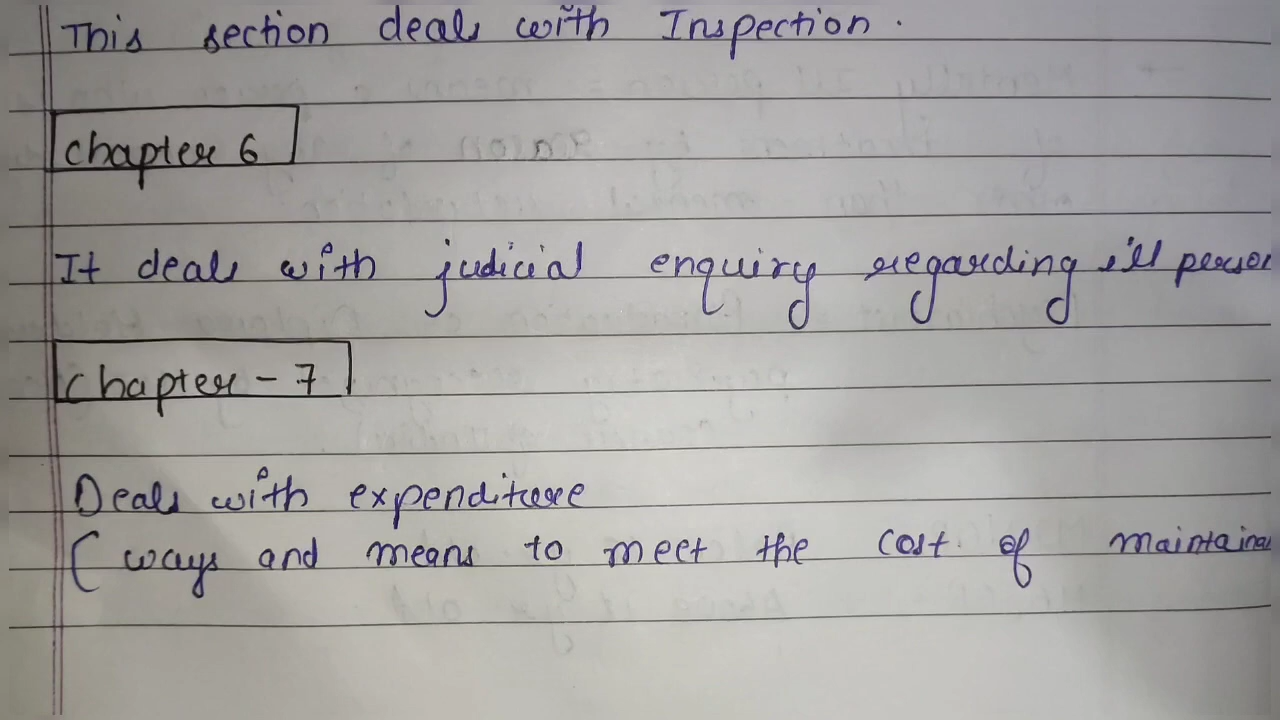 This section deals with Inspection.
Chapter 6
It deals with judicial enquiry regarding ill person
Chapter - 7
Deals with expenditure
( ways and means to meet the cost of